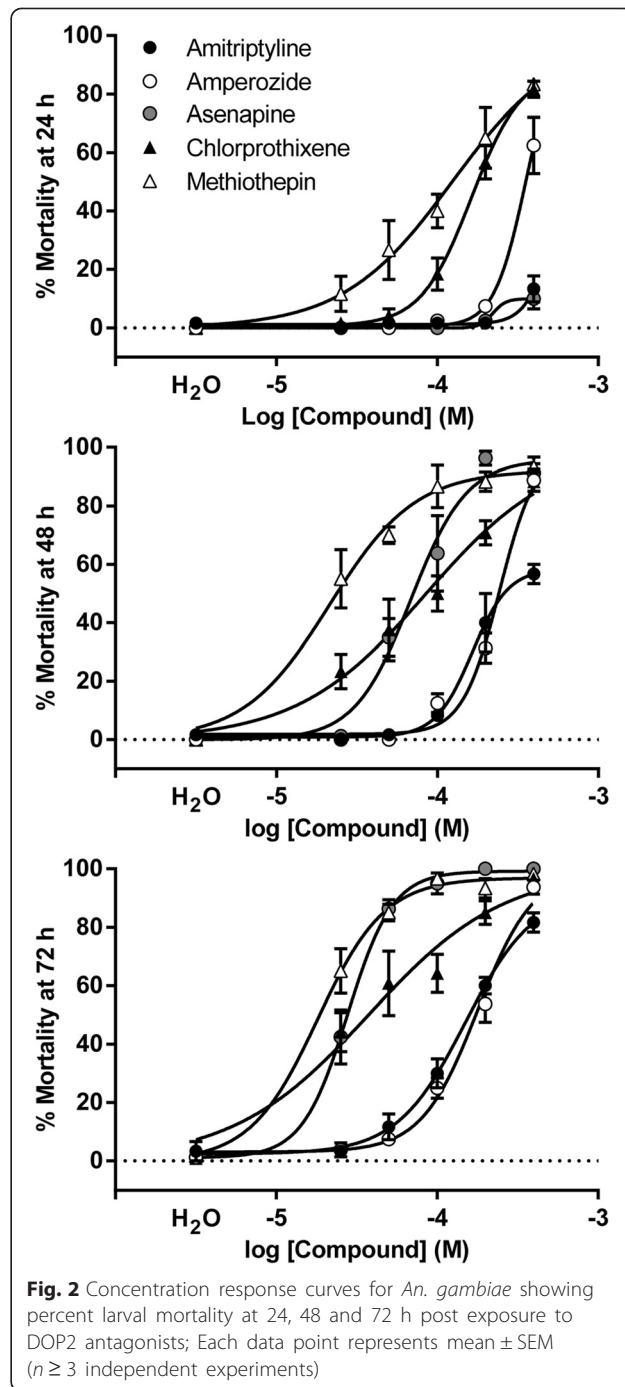 % Mortality at 24 h
100
80
60
40
20
0
Amitriptyline
Amperozide
Asenapine
Chlorprothixene
Methiothepin
H2O -5 -4 -3
Log [Compound] (M)
% Mortality at 48 h
100
80
60
40
20
0
H2O -5 -4 -3
log [Compound] (M)
% Mortality at 72 h
100
80
60
40
20
0
H2O -5 -4 -3
log [Compound] (M)
Fig. 2 Concentration response curves for An. gambiae showing
percent larval mortality at 24, 48 and 72 h post exposure to
DOP2 antagonists; Each data point represents mean ± SEM
(n ≥ 3 independent experiments)